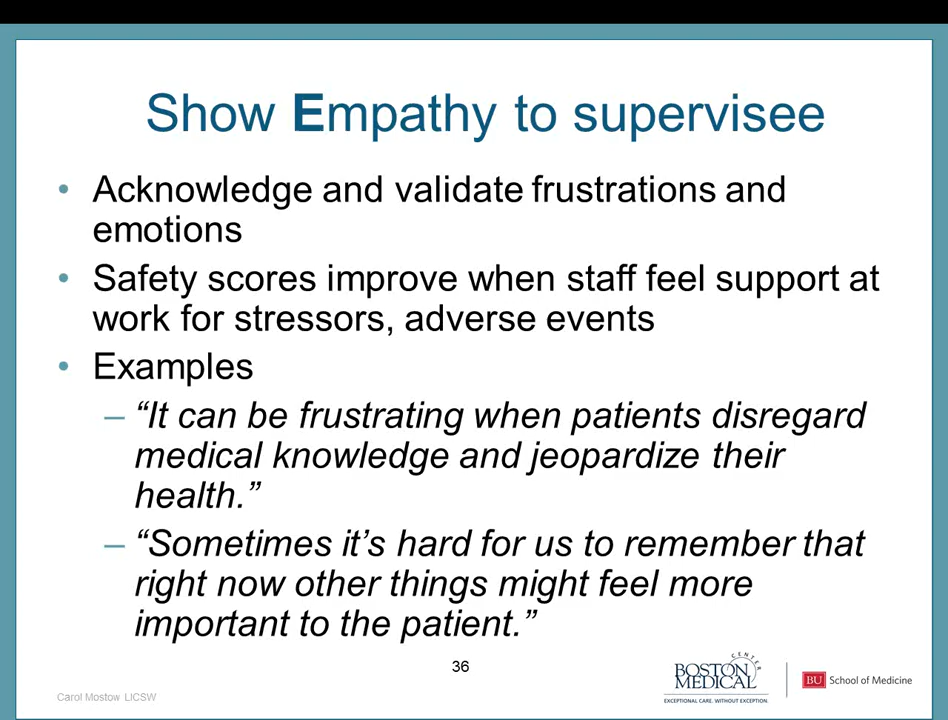 Show Empathy to supervisee
• Acknowledge and validate frustrations and
emotions
• Safety scores improve when staff feel support at
work for stressors, adverse events
• Examples
– “It can be frustrating when patients disregard
medical knowledge and jeopardize their
health.”
– “Sometimes it’s hard for us to remember that
right now other things might feel more
important to the patient.”
36
Carol Mostow LICSW
BOSTON
MEDICAL
CENTER
EXCEPTIONAL CARE. WITHOUT EXCEPTION
BU School of Medicine